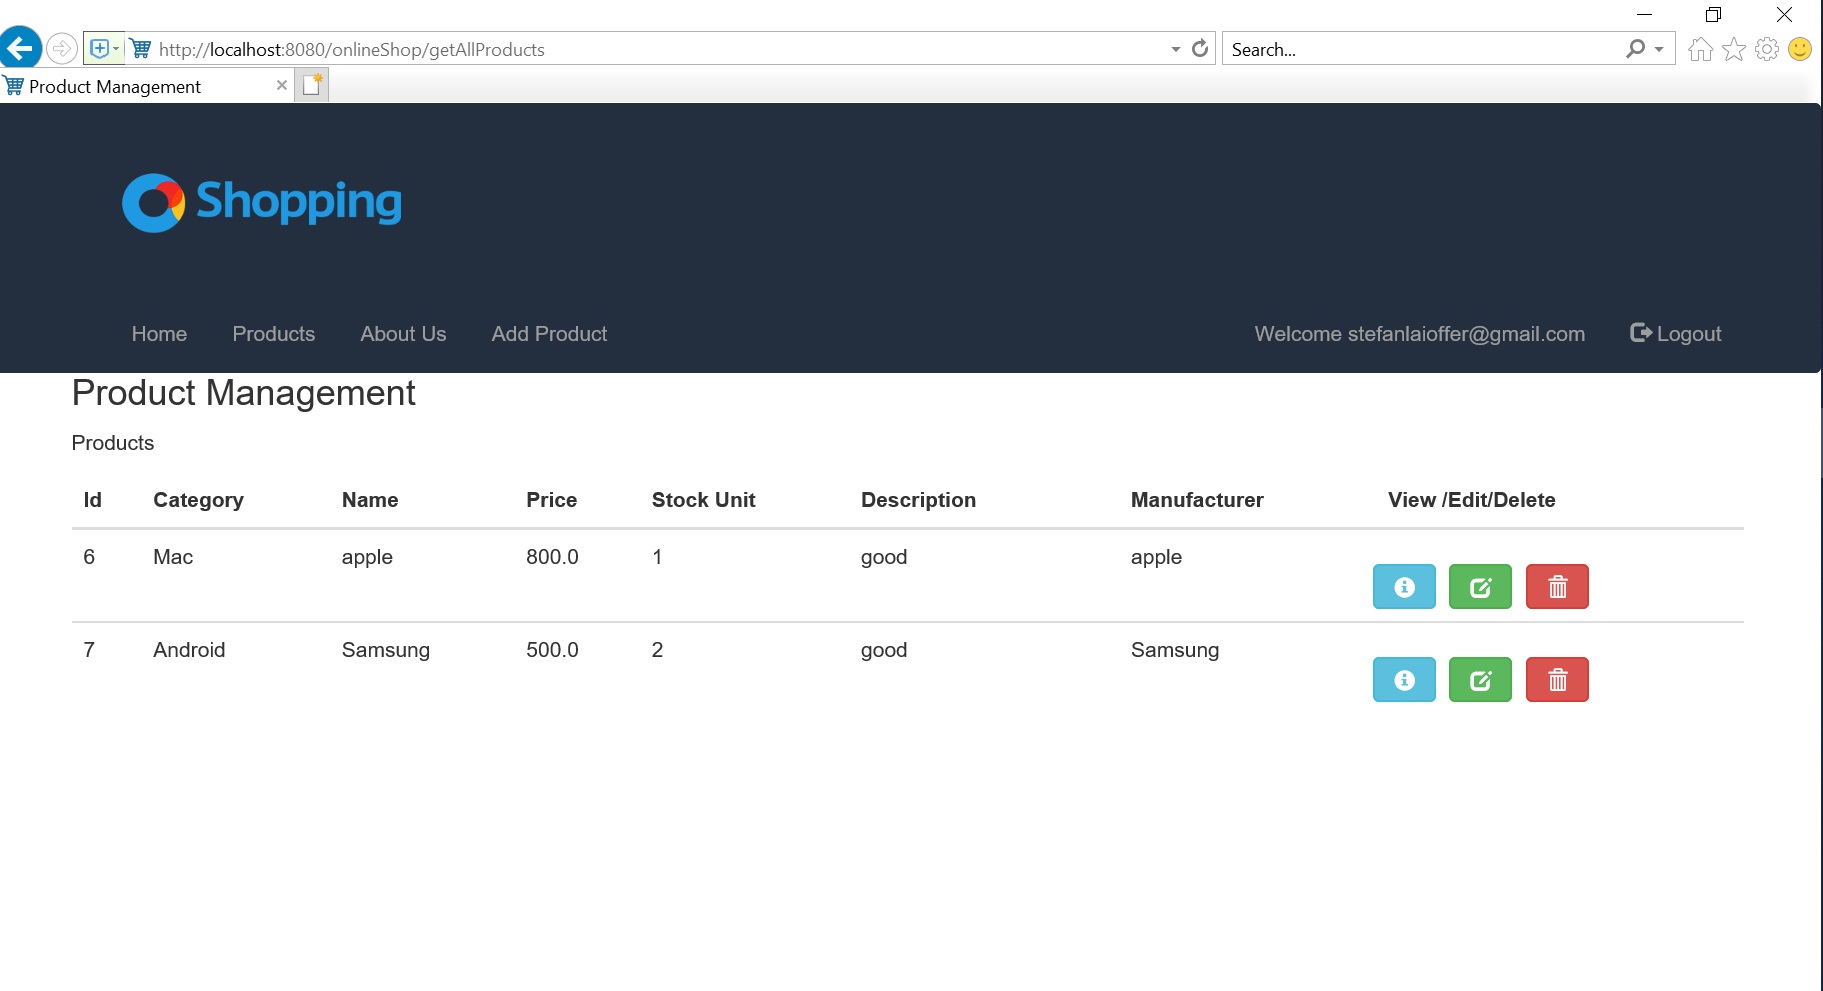 http://localhost:8080/onlineShop/getAllProducts Search...
Product Management
Shopping
Home Products About Us Add Product Welcome stefanlaioffer@gmail.com Logout
Product Management
Products
Id Category Name Price Stock Unit Description Manufacturer View /Edit/Delete
6 Mac apple 800.0 1 good apple
7 Android Samsung 500.0 2 good Samsung